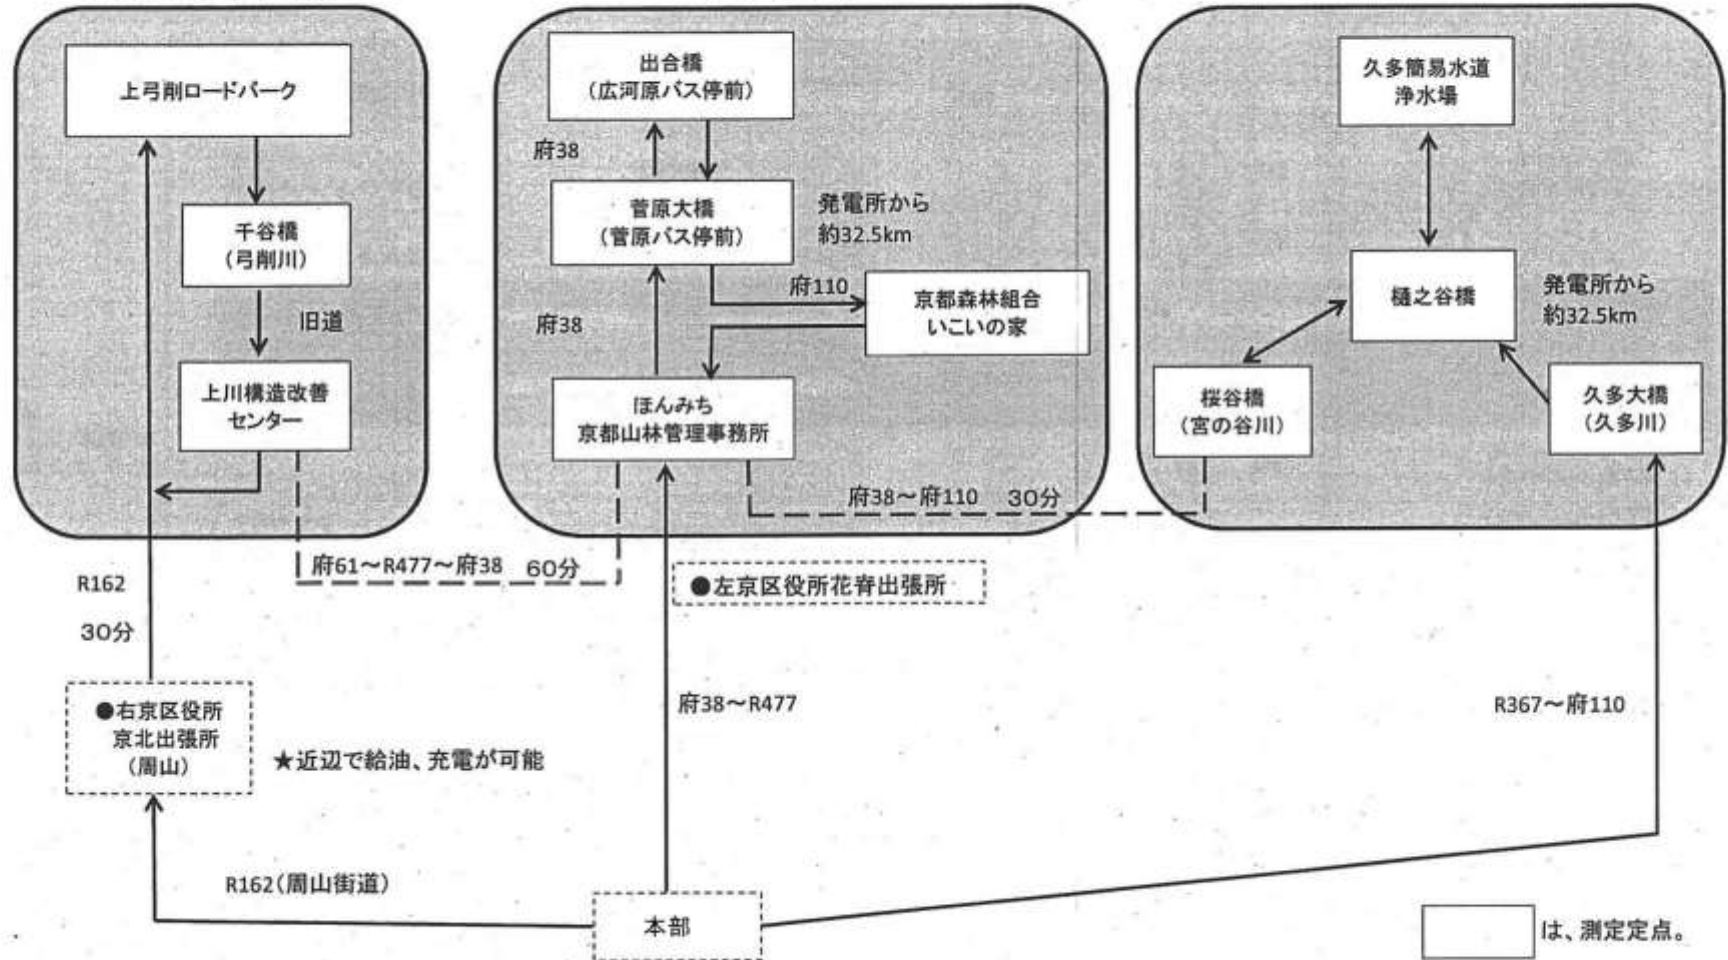 上弓削ロードパーク
千谷橋
(弓削川)
旧道
上川構造改善
センター
出合橋
(広河原バス停前)
府38
菅原大橋
(菅原バス停前)
発電所から
約32.5km
府110
京都森林組合
いこいの家
府38
ほんみち
京都山林管理事務所
府38～府110 30分
久多簡易水道
浄水場
樋之谷橋
発電所から
約32.5km
桜谷橋
(宮の谷川)
久多大橋
(久多川)
府61～R477～府38 60分
●左京区役所花脊出張所
R162
30分
●右京区役所
京北出張所
(周山)
★近辺で給油、充電が可能
府38～R477
R367～府110
R162(周山街道)
本部
は、測定定点。